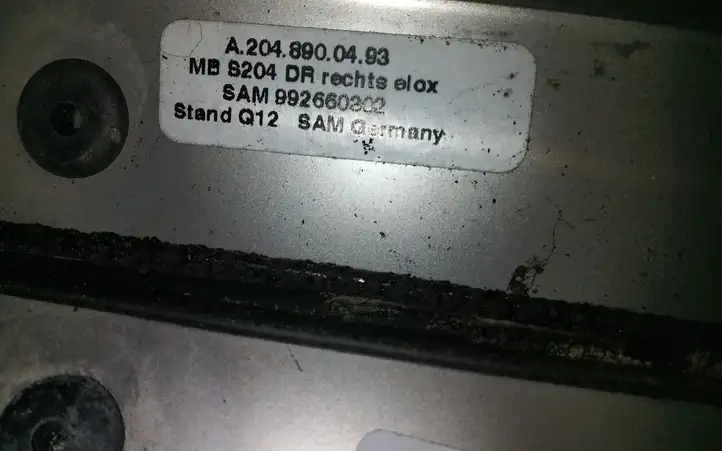 A.204.890.04.93
MB S204 DR rechts elox
SAM 992660302
Stand Q12 SAM Germany